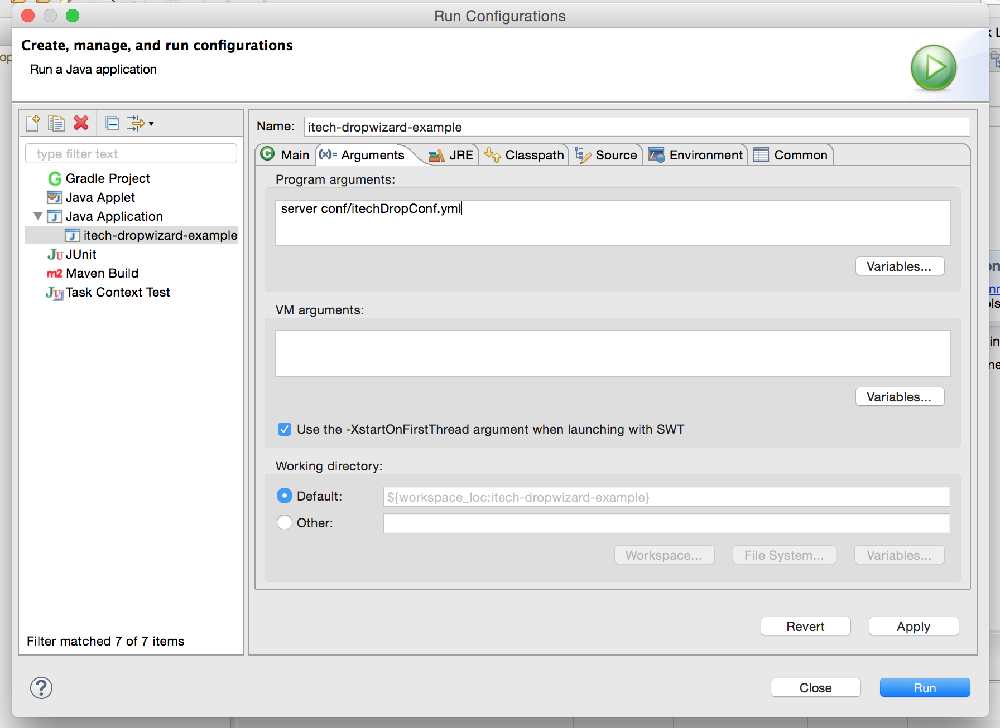 Run Configurations
Create, manage, and run configurations
Run a Java application
type filter text
Gradle Project
Java Applet
Java Application
itech-dropwizard-example
JUnit
Maven Build
Task Context Test
Filter matched 7 of 7 items
Name: itech-dropwizard-example
Main (x)= Arguments JRE Classpath Source Environment Common
Program arguments:
server conf/itechDropConf.yml
Variables...
VM arguments:
Variables...
Use the -XstartOnFirstThread argument when launching with SWT
Working directory:
Default: ${workspace_loc:itech-dropwizard-example}
Other:
Workspace... File System... Variables...
Revert Apply
Close Run